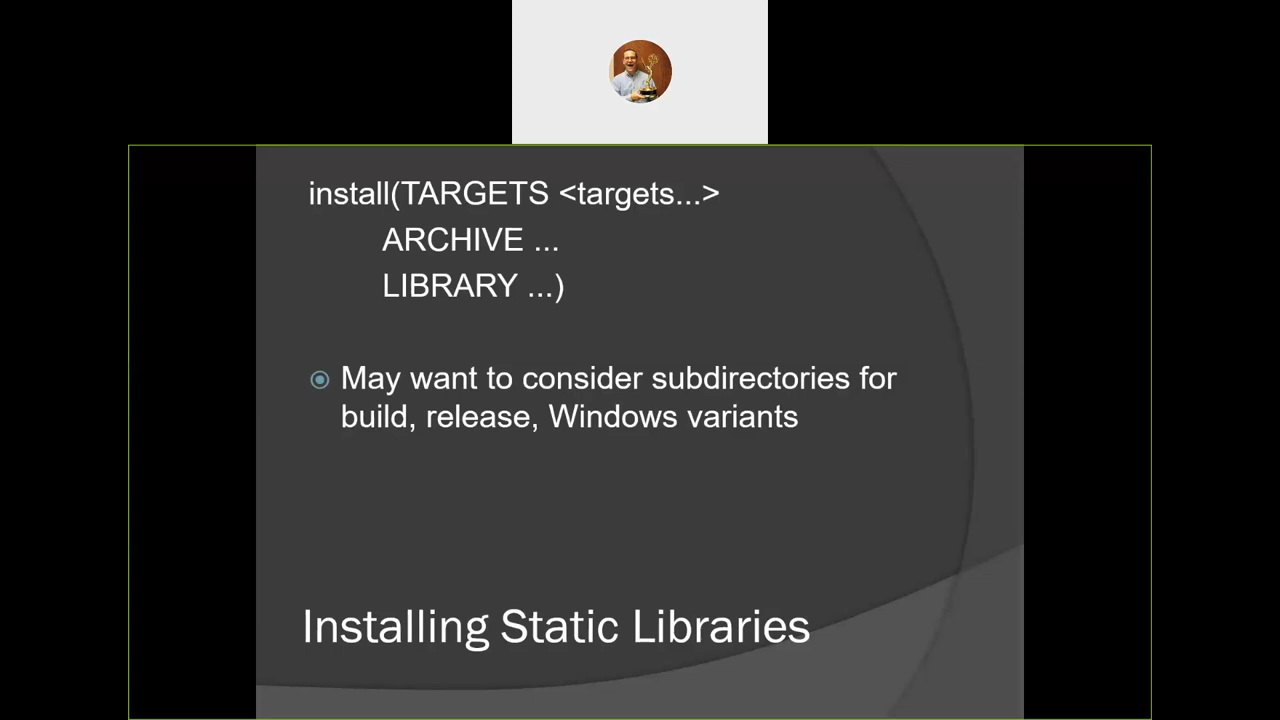 install(TARGETS <targets...>
ARCHIVE ...
LIBRARY ...)
May want to consider subdirectories for
build, release, Windows variants
Installing Static Libraries